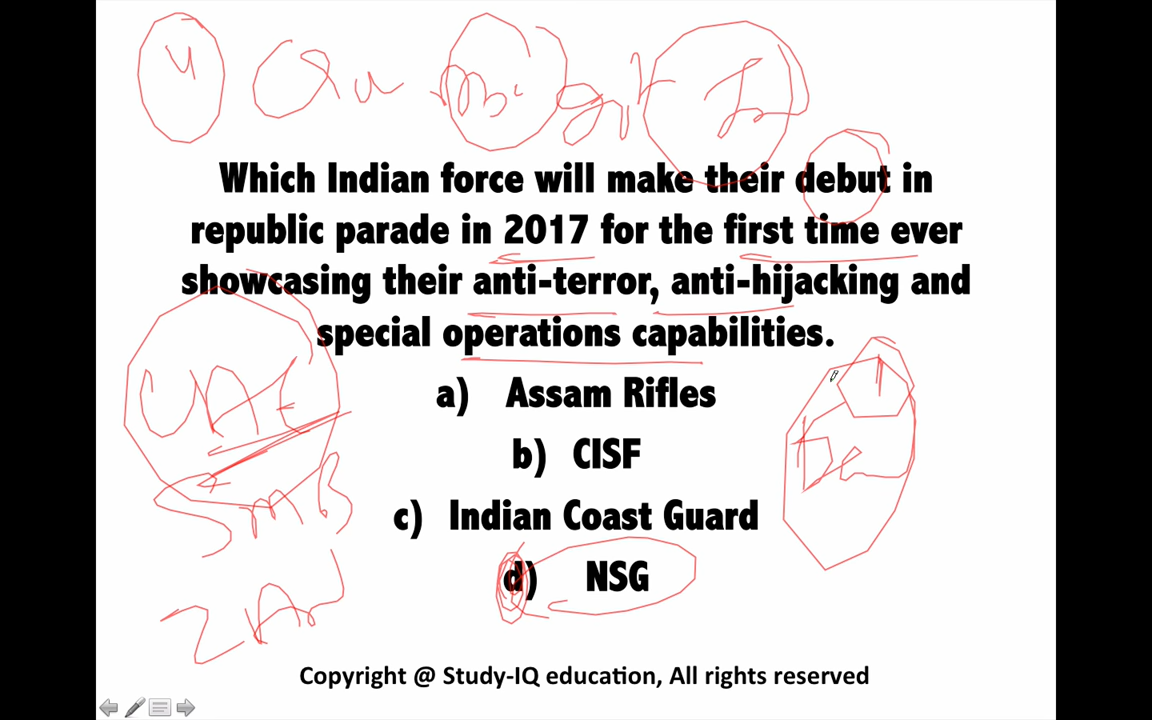 Which Indian force will make their debut in
republic parade in 2017 for the first time ever
showcasing their anti-terror, anti-hijacking and
special operations capabilities.
a) Assam Rifles
b) CISF
c) Indian Coast Guard
d) NSG
Copyright @ Study-IQ education, All rights reserved